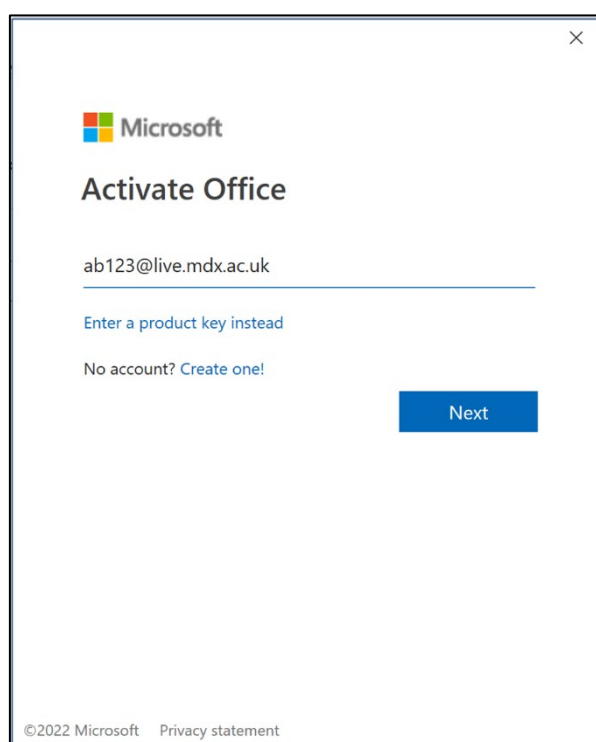 Microsoft
Activate Office
ab123@live.mdx.ac.uk
Enter a product key instead
No account? Create one!
Next
©2022 Microsoft Privacy statement